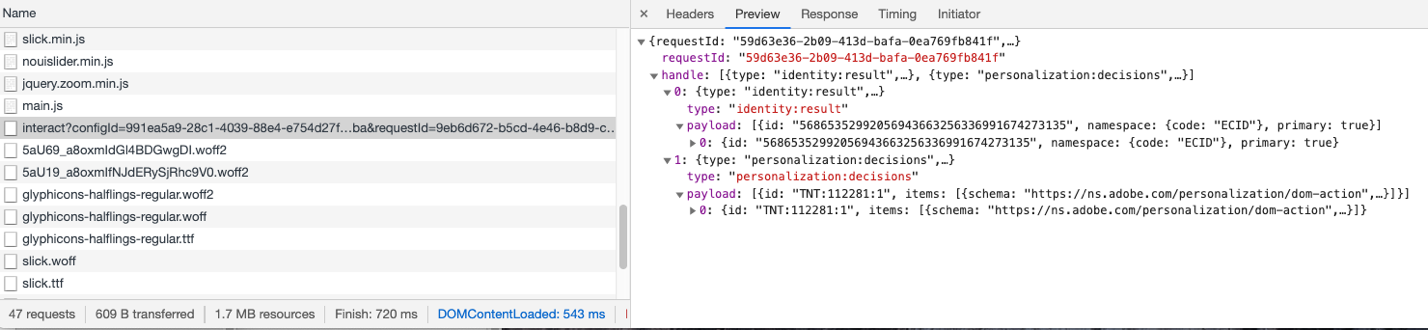 Name
slick.min.js
nouislider.min.js
jquery.zoom.min.js
main.js
interact?configId=991ea5a9-28c1-4039-88e4-e754d27f…ba&requestId=9eb6d672-b5cd-4e46-b8d9-c...
5aU69_a8oxmIdGl4BDGwgDI.woff2
5aU19_a8oxmIfNJdERySjRhc9V0.woff2
glyphicons-halflings-regular.woff2
glyphicons-halflings-regular.woff
glyphicons-halflings-regular.ttf
slick.woff
slick.ttf
47 requests 609 B transferred 1.7 MB resources Finish: 720 ms DOMContentLoaded: 543 ms
× Headers Preview Response Timing Initiator
{requestId: "59d63e36-2b09-413d-bafa-0ea769fb841f",…}
requestId: "59d63e36-2b09-413d-bafa-0ea769fb841f"
handle: [{type: "identity:result",…}, {type: "personalization:decisions",…}]
0: {type: "identity:result",…}
type: "identity:result"
payload: [{id: "56865352992056943663256336991674273135", namespace: {code: "ECID"}, primary: true}]
0: {id: "56865352992056943663256336991674273135", namespace: {code: "ECID"}, primary: true}
1: {type: "personalization:decisions",…}
type: "personalization:decisions"
payload: [{id: "TNT:112281:1", items: [{schema: "https://ns.adobe.com/personalization/dom-action",…}]}]
0: {id: "TNT:112281:1", items: [{schema: "https://ns.adobe.com/personalization/dom-action",…}]}